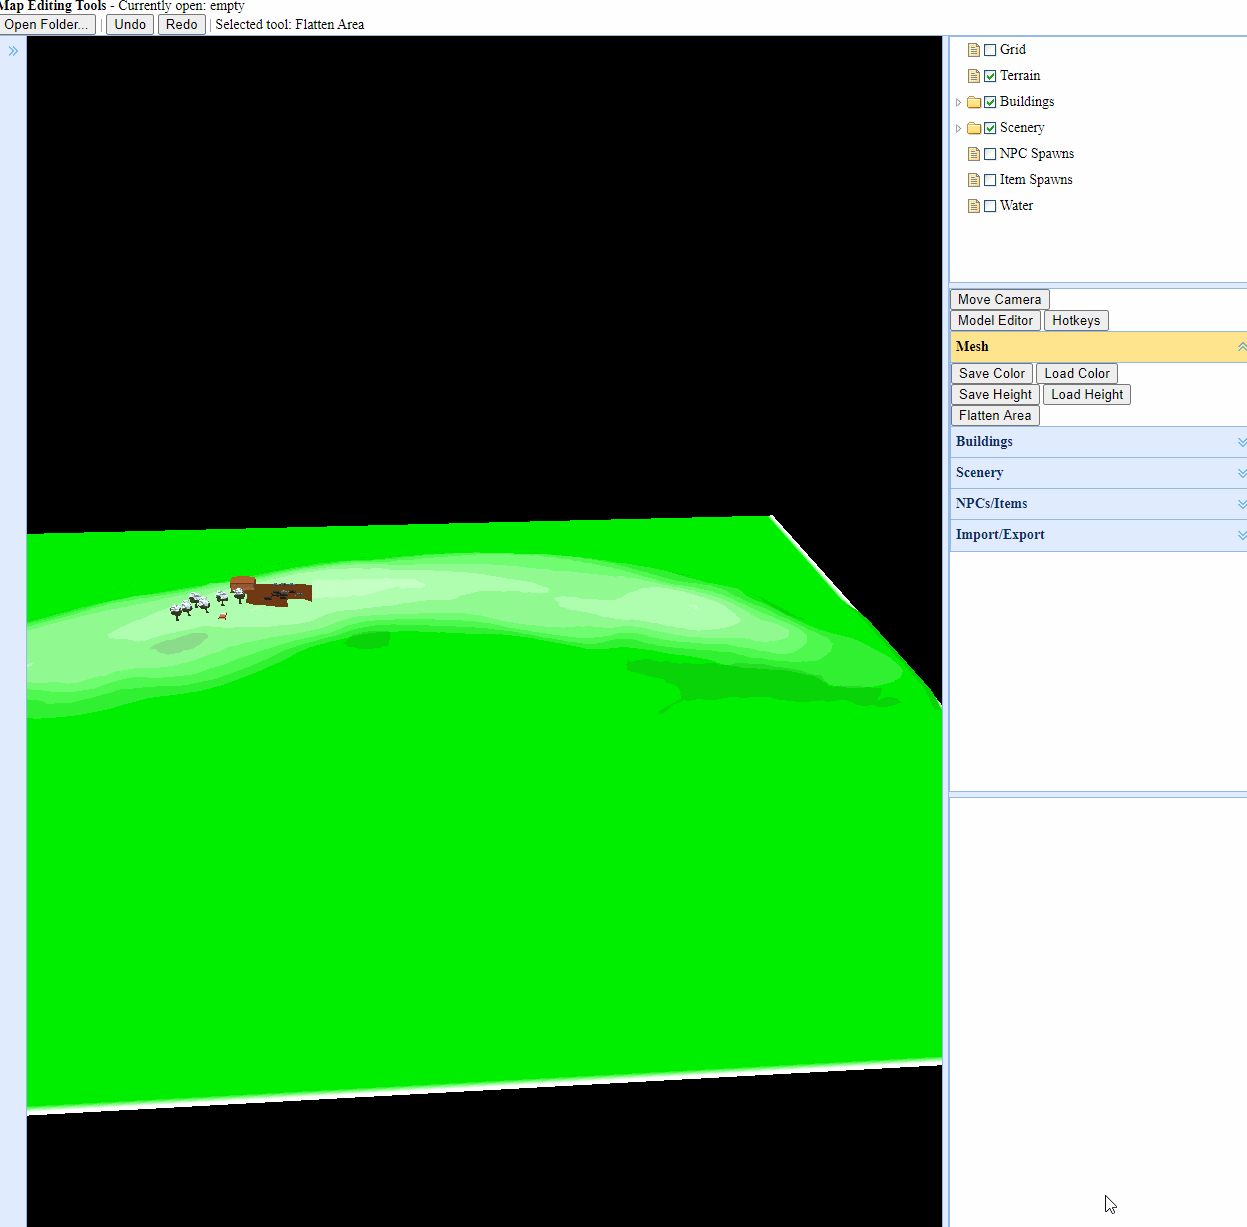 Map Editing Tools - Currently open: empty
Open Folder... | Undo Redo | Selected tool: Flatten Area
Grid
Terrain
Buildings
Scenery
NPC Spawns
Item Spawns
Water
Move Camera
Model Editor Hotkeys
Mesh
Save Color Load Color
Save Height Load Height
Flatten Area
Buildings
Scenery
NPCs/Items
Import/Export